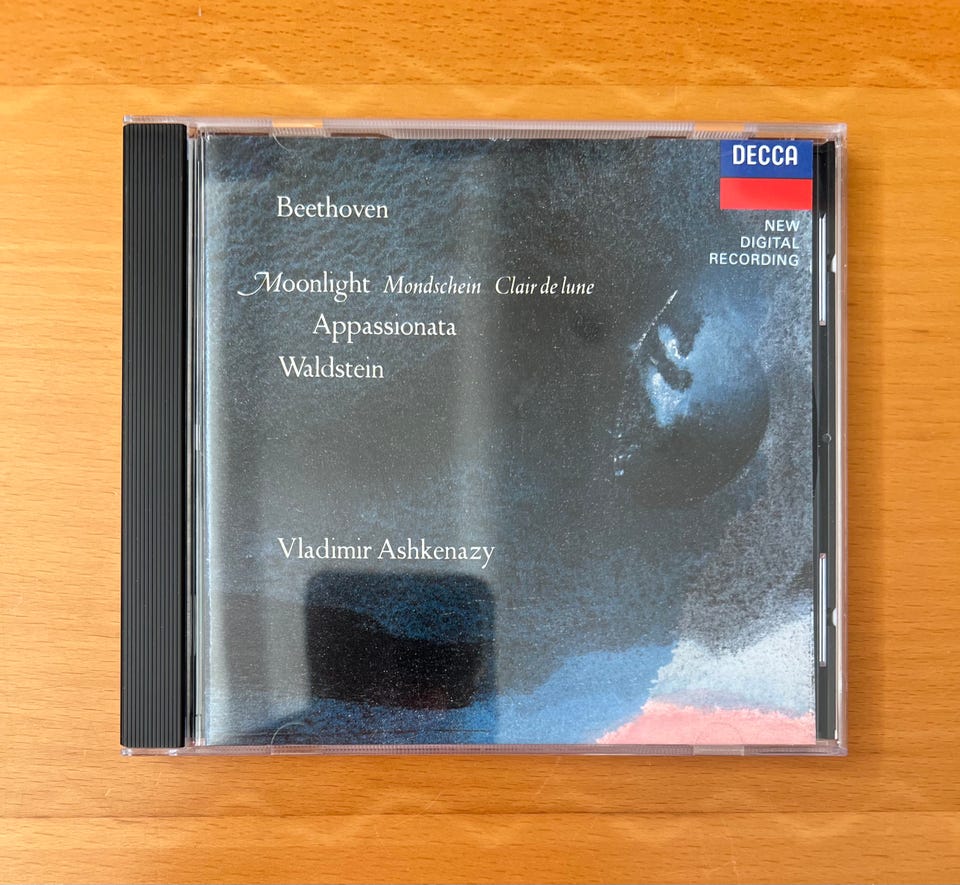 DECCA
Beethoven
NEW
DIGITAL
RECORDING
Moonlight Mondschein Clair de lune
Appassionata
Waldstein
Vladimir Ashkenazy